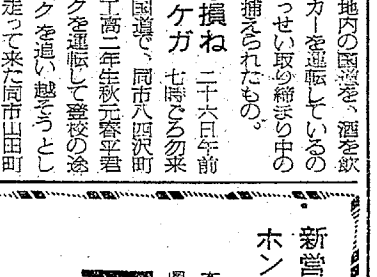 地内の国道を、酒を飲
カーを運転しているの
っせい取り締まり中の
捕えられたもの。
損ね
ケガ
二十六日午前
七時ごろ勿来
国道で、同市八四沢町
工高二年生秋元春平君
クを運転して登校の途
クを追い越そうとし
走って来た同市山田町
新営
ホン